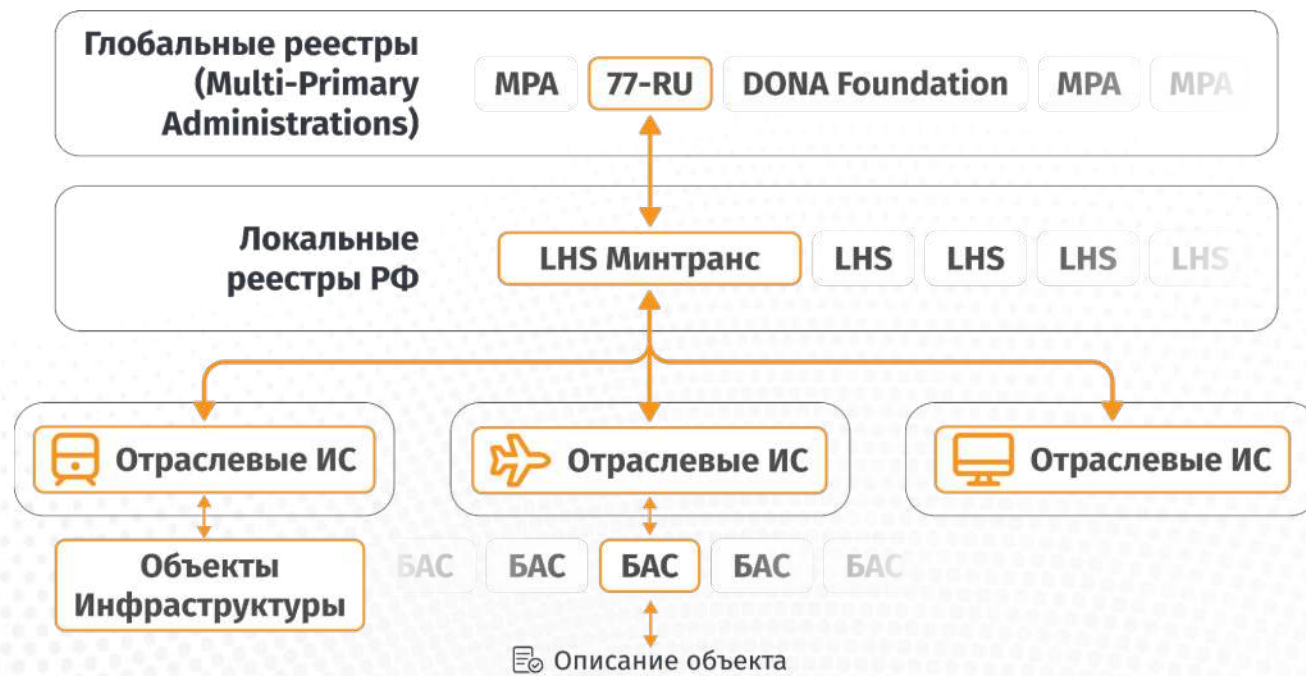 Глобальные реестры
(Multi-Primary
Administrations)
MPA 77-RU DONA Foundation MPA MPA
Локальные
реестры РФ
LHS Минтранс LHS LHS LHS LHS
Отраслевые ИС Отраслевые ИС Отраслевые ИС
Объекты
Инфраструктуры
БАС БАС БАС БАС БАС
Описание объекта